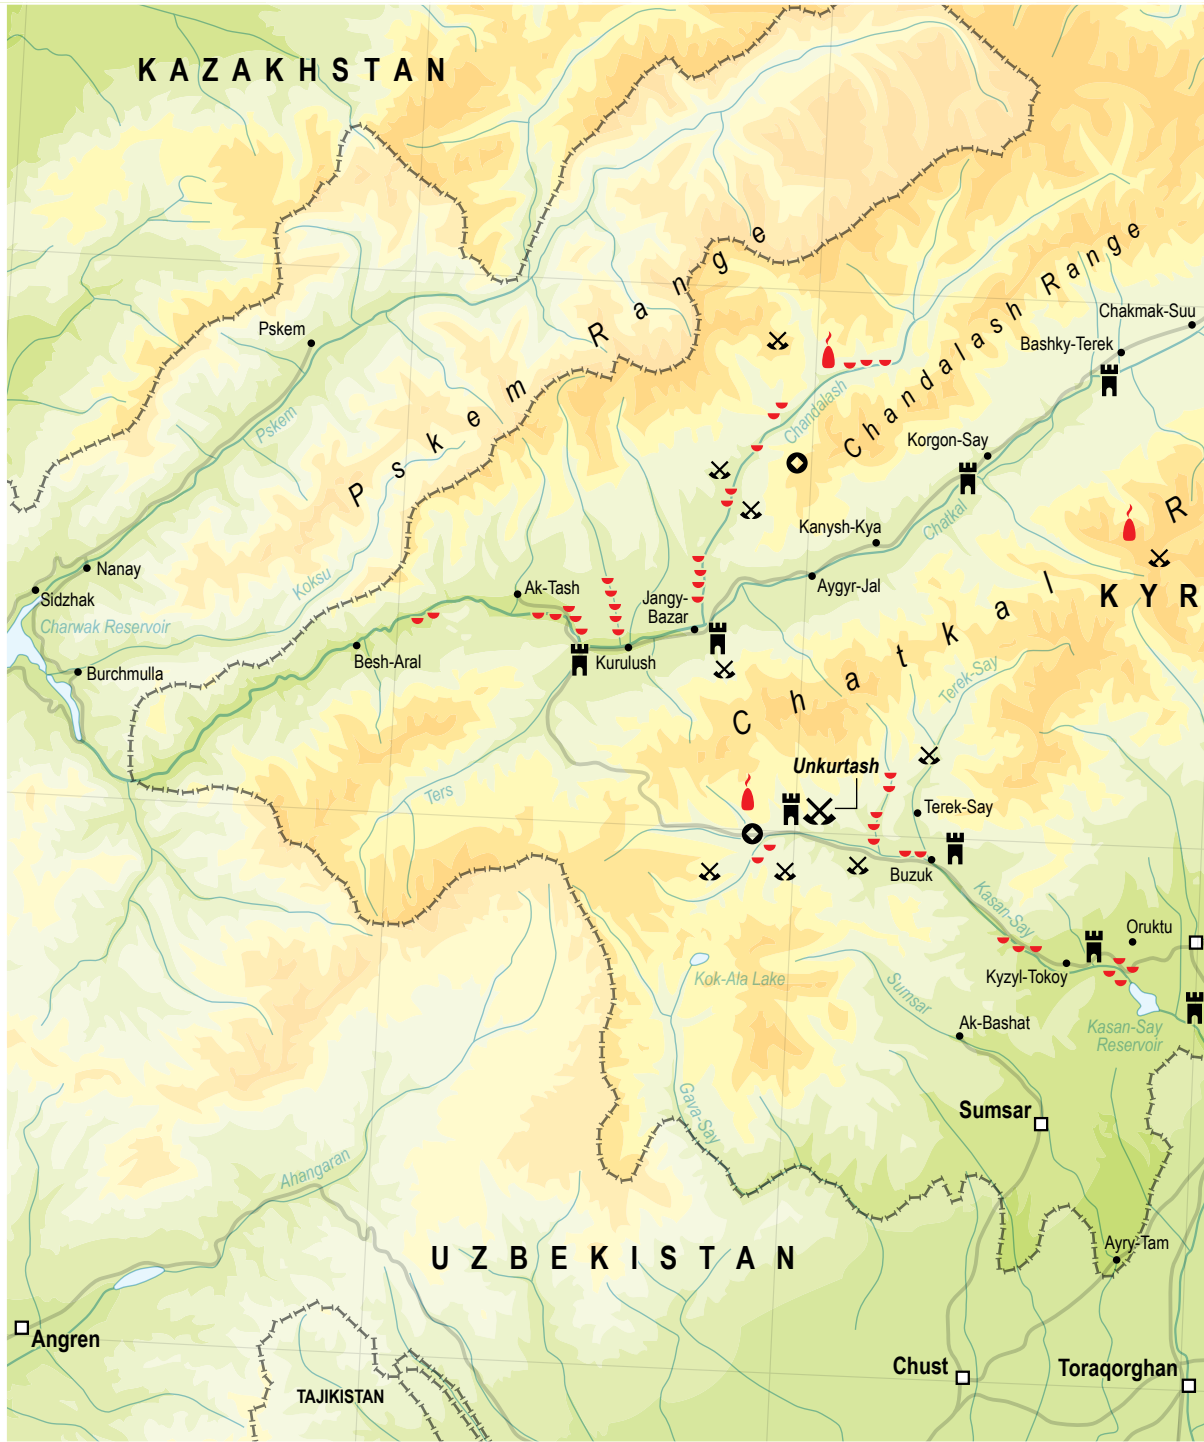 KAZAKHSTAN
Pskem Range
Chandalash Range
Chakmak-Suu
Bashky-Terek
Pskem
Pskem
Chandalash
Korgon-Say
Chatkal
Kanysh-Kya
Aygyr-Jal
R
KYR
Nanay
Sidzhak
Charwak Reservoir
Koksu
Ak-Tash
Jangy-
Bazar
Burchmulla
Besh-Aral
Kurulush
Chatkal
Terek-Say
Unkurtash
Ters
Terek-Say
Buzuk
Kasan-Say
Oruktu
Kok-Ala Lake
Sumsar
Kyzyl-Tokoy
Ak-Bashat
Kasan-Say
Reservoir
Gava-Say
Sumsar
Ahangaran
UZBEKISTAN
Ayry-Tam
Angren
TAJIKISTAN
Chust
Toraqorghan